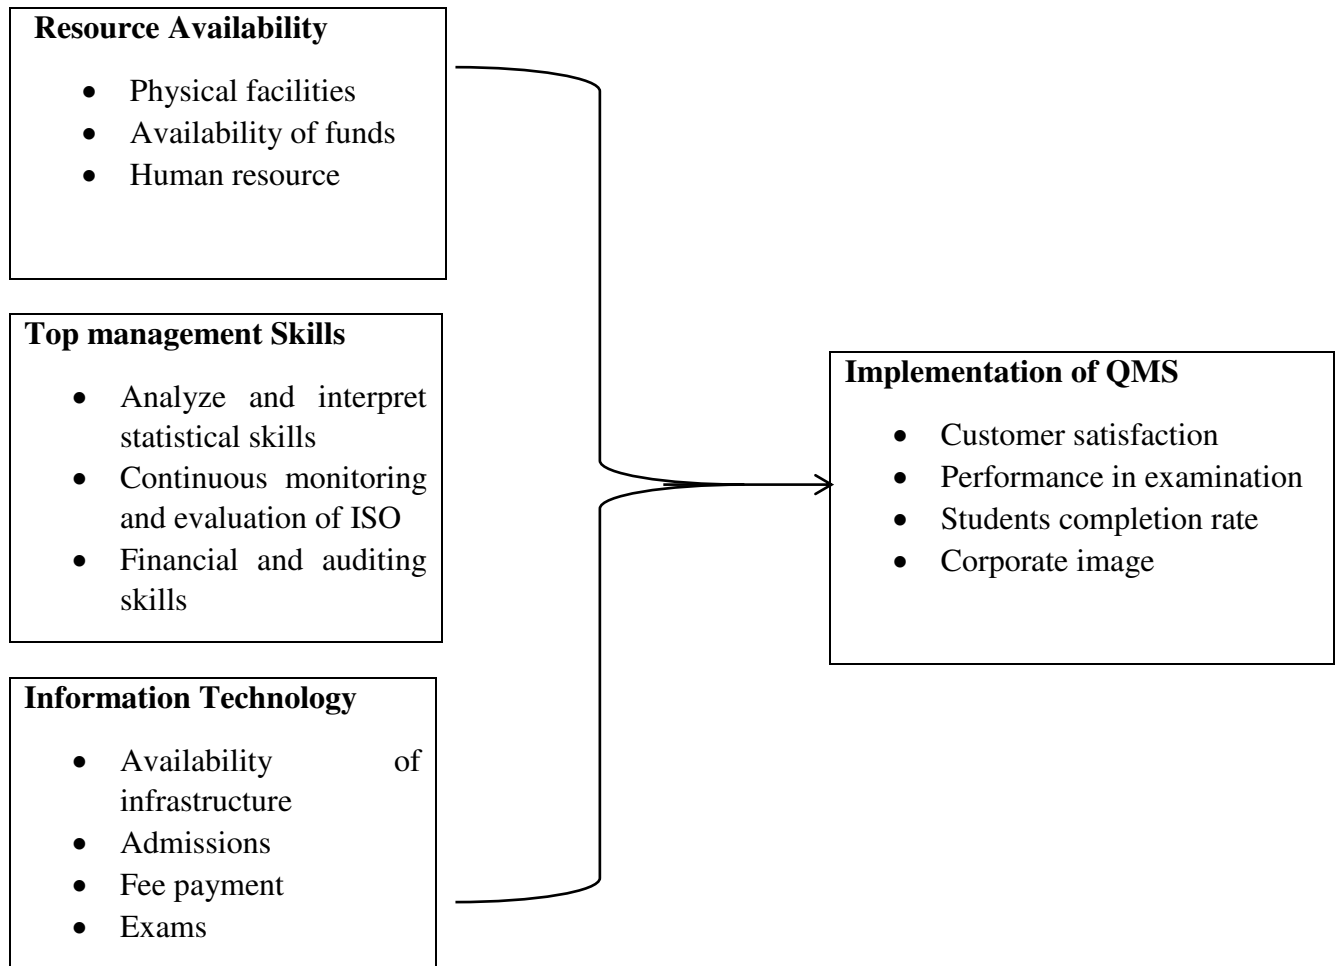 Resource Availability
• Physical facilities
• Availability of funds
• Human resource
Top management Skills
• Analyze and interpret
statistical skills
• Continuous monitoring
and evaluation of ISO
• Financial and auditing
skills
Information Technology
• Availability of
infrastructure
• Admissions
• Fee payment
• Exams
Implementation of QMS
• Customer satisfaction
• Performance in examination
• Students completion rate
• Corporate image